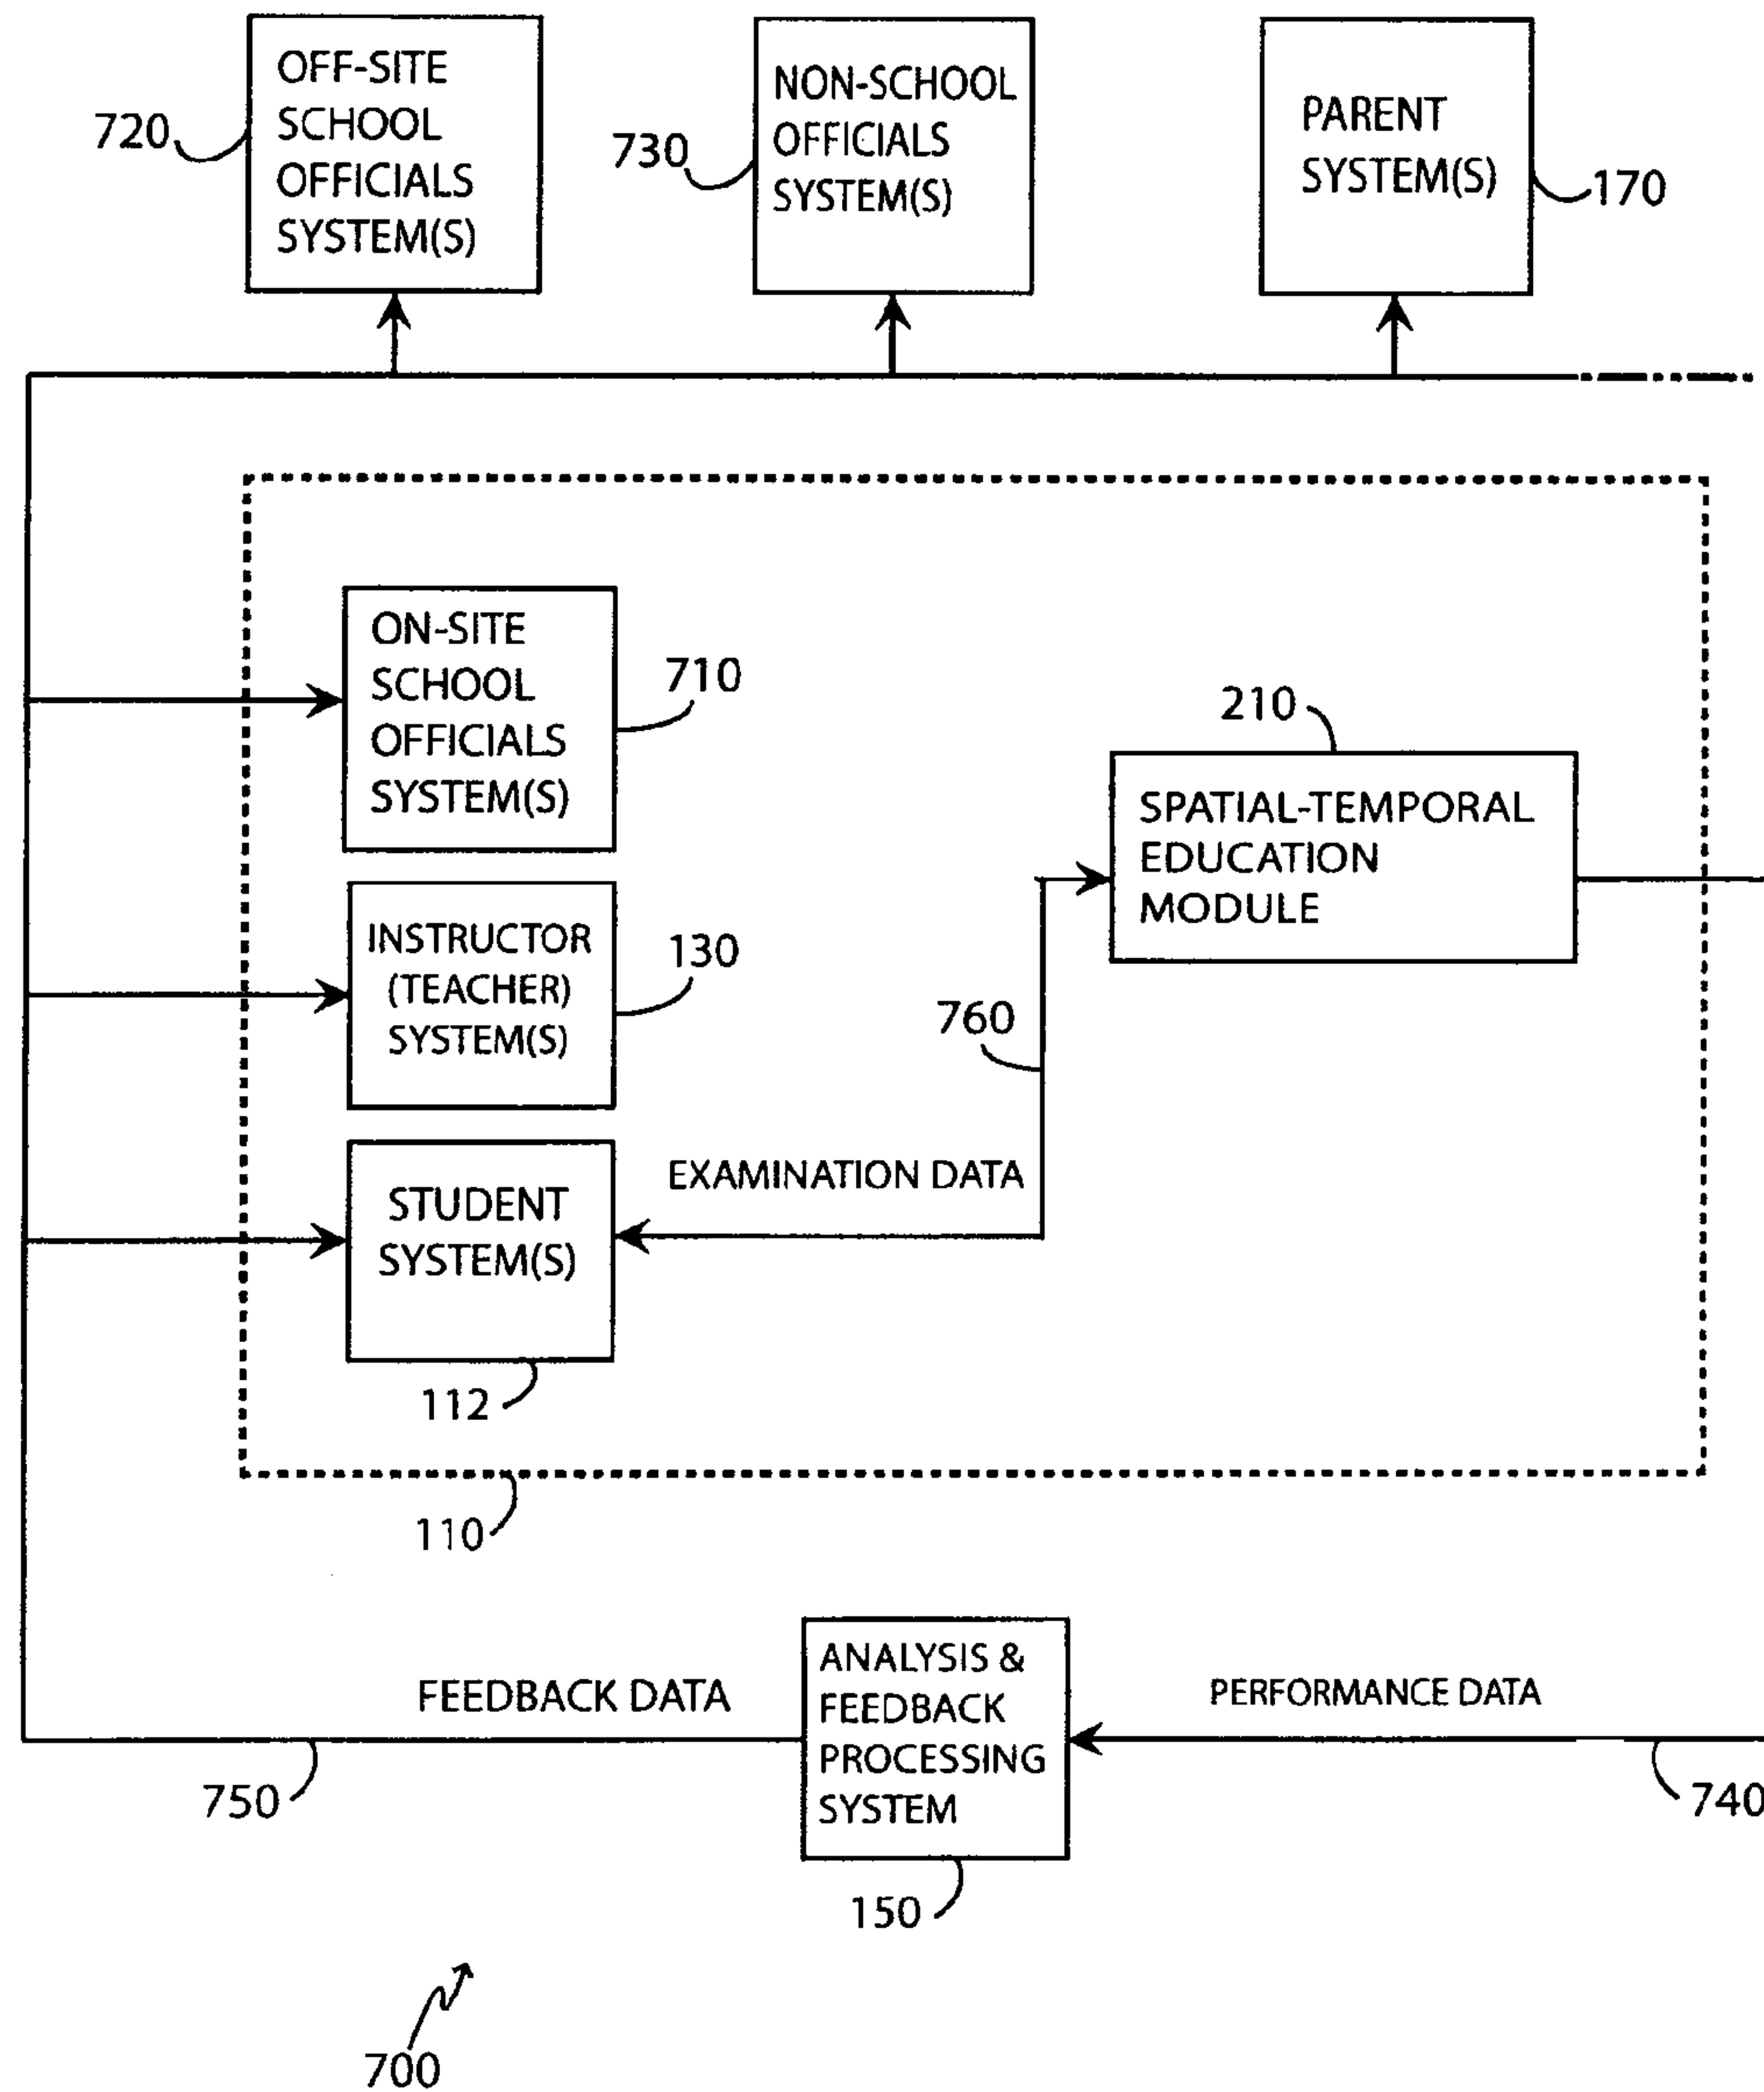 OFF-SITE
SCHOOL
OFFICIALS
SYSTEM(S)
720
NON-SCHOOL
OFFICIALS
SYSTEM(S)
730
PARENT
SYSTEM(S)
170
ON-SITE
SCHOOL
OFFICIALS
SYSTEM(S)
710
210
SPATIAL-TEMPORAL
EDUCATION
MODULE
INSTRUCTOR
(TEACHER)
SYSTEM(S)
130
760
EXAMINATION DATA
STUDENT
SYSTEM(S)
112
110
FEEDBACK DATA
750
ANALYSIS &
FEEDBACK
PROCESSING
SYSTEM
150
PERFORMANCE DATA
740
700